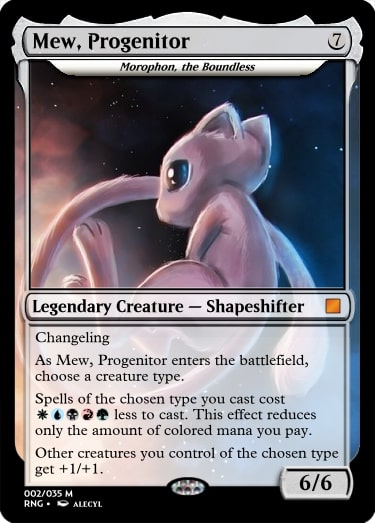 Mew, Progenitor 7
Morophon, the Boundless
Legendary Creature — Shapeshifter
Changeling
As Mew, Progenitor enters the battlefield,
choose a creature type.
Spells of the chosen type you cast cost
less to cast. This effect reduces
only the amount of colored mana you pay.
Other creatures you control of the chosen type
get +1/+1.
6/6
002/035 M
RNG • ALECYL